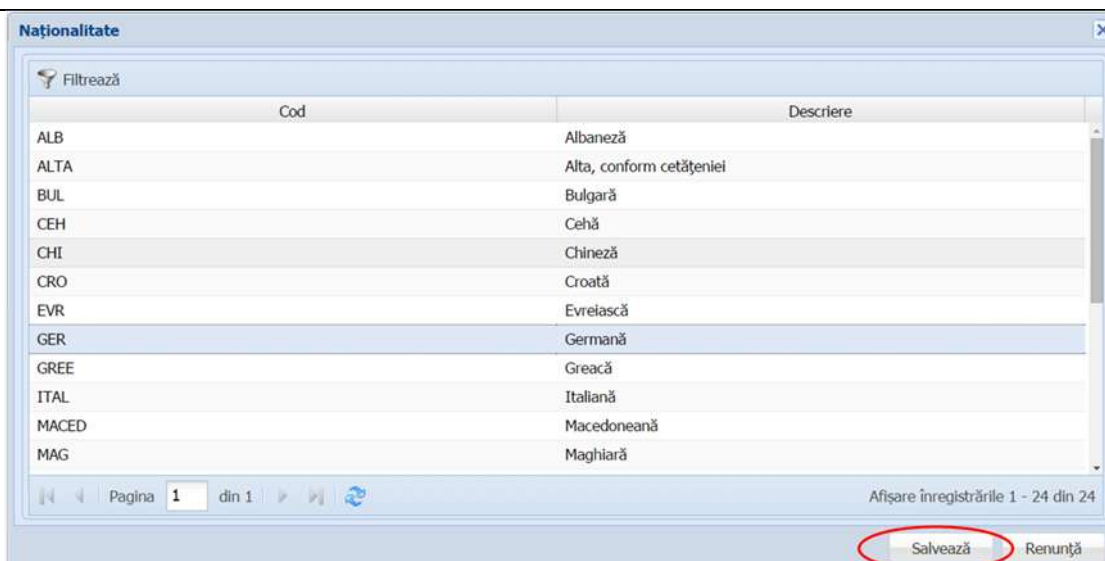 Naționalitate
Filtrează
Cod Descriere
ALB Albaneză
ALTA Alta, conform cetățeniei
BUL Bulgară
CEH Cehă
CHI Chineză
CRO Croată
EVR Evreiască
GER Germană
GREE Greacă
ITAL Italiană
MACED Macedoneană
MAG Maghiară
Pagina 1 din 1 Afișare înregistrările 1 - 24 din 24
Salvează Renunță